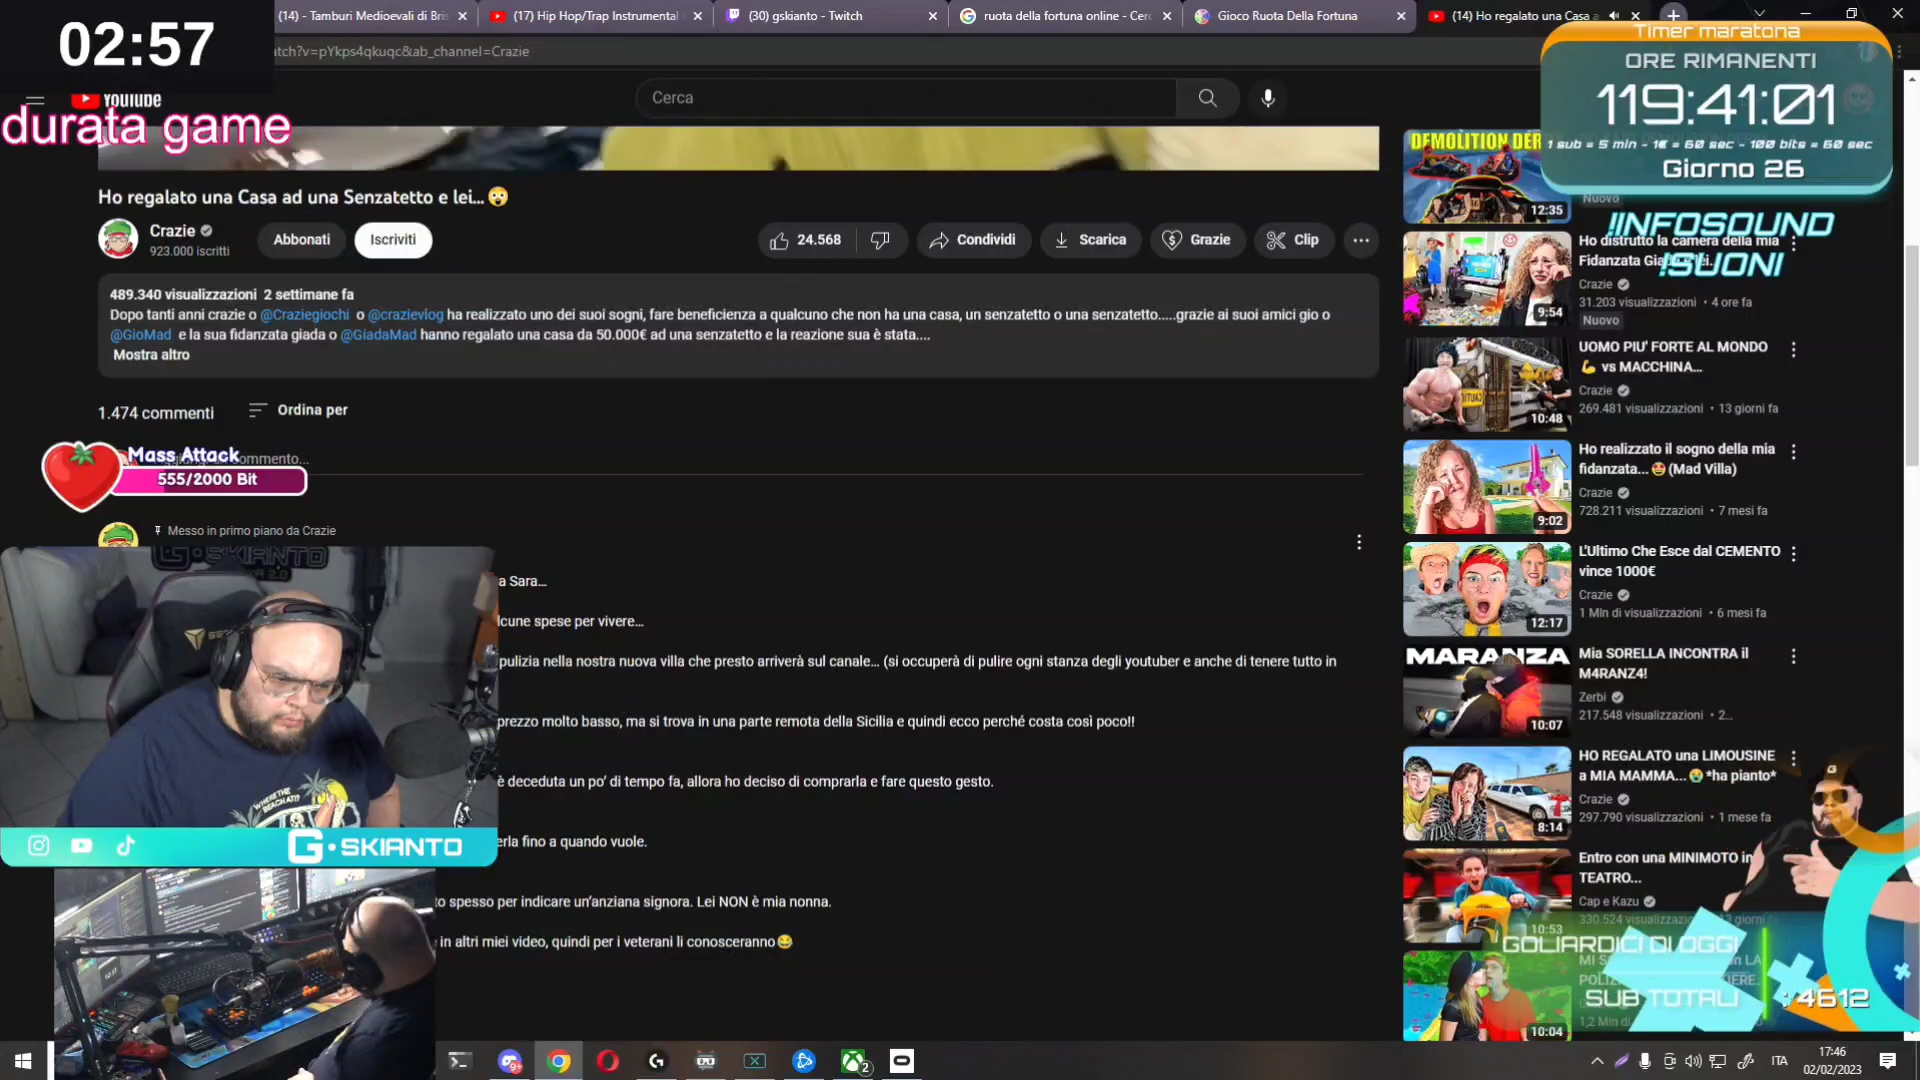 02:57
durata game
(14) - Tamburi Medioevali di Bris
(17) Hip Hop/Trap Instrumental
(30) gskianto - Twitch
ruota della fortuna online - Cerc
Gioco Ruota Della Fortuna
(14) Ho regalato una Casa a
atch?v=pYkps4qkuqc&ab_channel=Crazie
YouTube
Cerca
Timer maratona
ORE RIMANENTI
119:41:01
1 sub = 5 min - 1€ = 60 sec - 100 bits = 60 sec
Giorno 26
!INFOSOUND
!SUONI
Ho regalato una Casa ad una Senzatetto e lei...😲
Crazie
923.000 iscritti
Abbonati
Iscriviti
24.568
Condividi
Scarica
Grazie
Clip
489.340 visualizzazioni 2 settimane fa
Dopo tanti anni crazie o @Craziegiochi o @crazievlog ha realizzato uno dei suoi sogni, fare beneficienza a qualcuno che non ha una casa, un senzatetto o una senzatetto.....grazie ai suoi amici gio o
@GioMad e la sua fidanzata giada o @GiadaMad hanno regalato una casa da 50.000€ ad una senzatetto e la reazione sua è stata....
Mostra altro
1.474 commenti
Ordina per
Mass Attack
commento...
555/2000 Bit
Messo in primo piano da Crazie
a Sara...
lcune spese per vivere...
pulizia nella nostra nuova villa che presto arriverà sul canale... (si occuperà di pulire ogni stanza degli youtuber e anche di tenere tutto in
prezzo molto basso, ma si trova in una parte remota della Sicilia e quindi ecco perché costa così poco!!
è deceduta un po' di tempo fa, allora ho deciso di comprarla e fare questo gesto.
erla fino a quando vuole.
to spesso per indicare un'anziana signora. Lei NON è mia nonna.
in altri miei video, quindi per i veterani li conosceranno😂
G-SKIANTO
G•SKIANTO
DEMOLITION DER
12:35
Nuovo
Ho distrutto la camera della mia
Fidanzata
Crazie
31.203 visualizzazioni • 4 ore fa
Nuovo
9:54
UOMO PIU' FORTE AL MONDO
💪 vs MACCHINA...
Crazie
269.481 visualizzazioni • 13 giorni fa
10:48
Ho realizzato il sogno della mia
fidanzata... 🤩(Mad Villa)
Crazie
728.211 visualizzazioni • 7 mesi fa
9:02
L'Ultimo Che Esce dal CEMENTO
vince 1000€
Crazie
1 Mln di visualizzazioni • 6 mesi fa
12:17
MARANZA
Mia SORELLA INCONTRA il
M4RANZ4!
Zerbi
217.548 visualizzazioni • 2...
10:07
HO REGALATO una LIMOUSINE
a MIA MAMMA... 😭*ha pianto*
Crazie
297.790 visualizzazioni • 1 mese fa
8:14
Entro con una MINIMOTO in
TEATRO...
Cap e Kazu
330.524 visualizzazioni • 13 giorni fa
10:53
GOLIARDICI DI OGGI
SUB TOTALI
:4612
10:04
ITA
17:46
02/02/2023